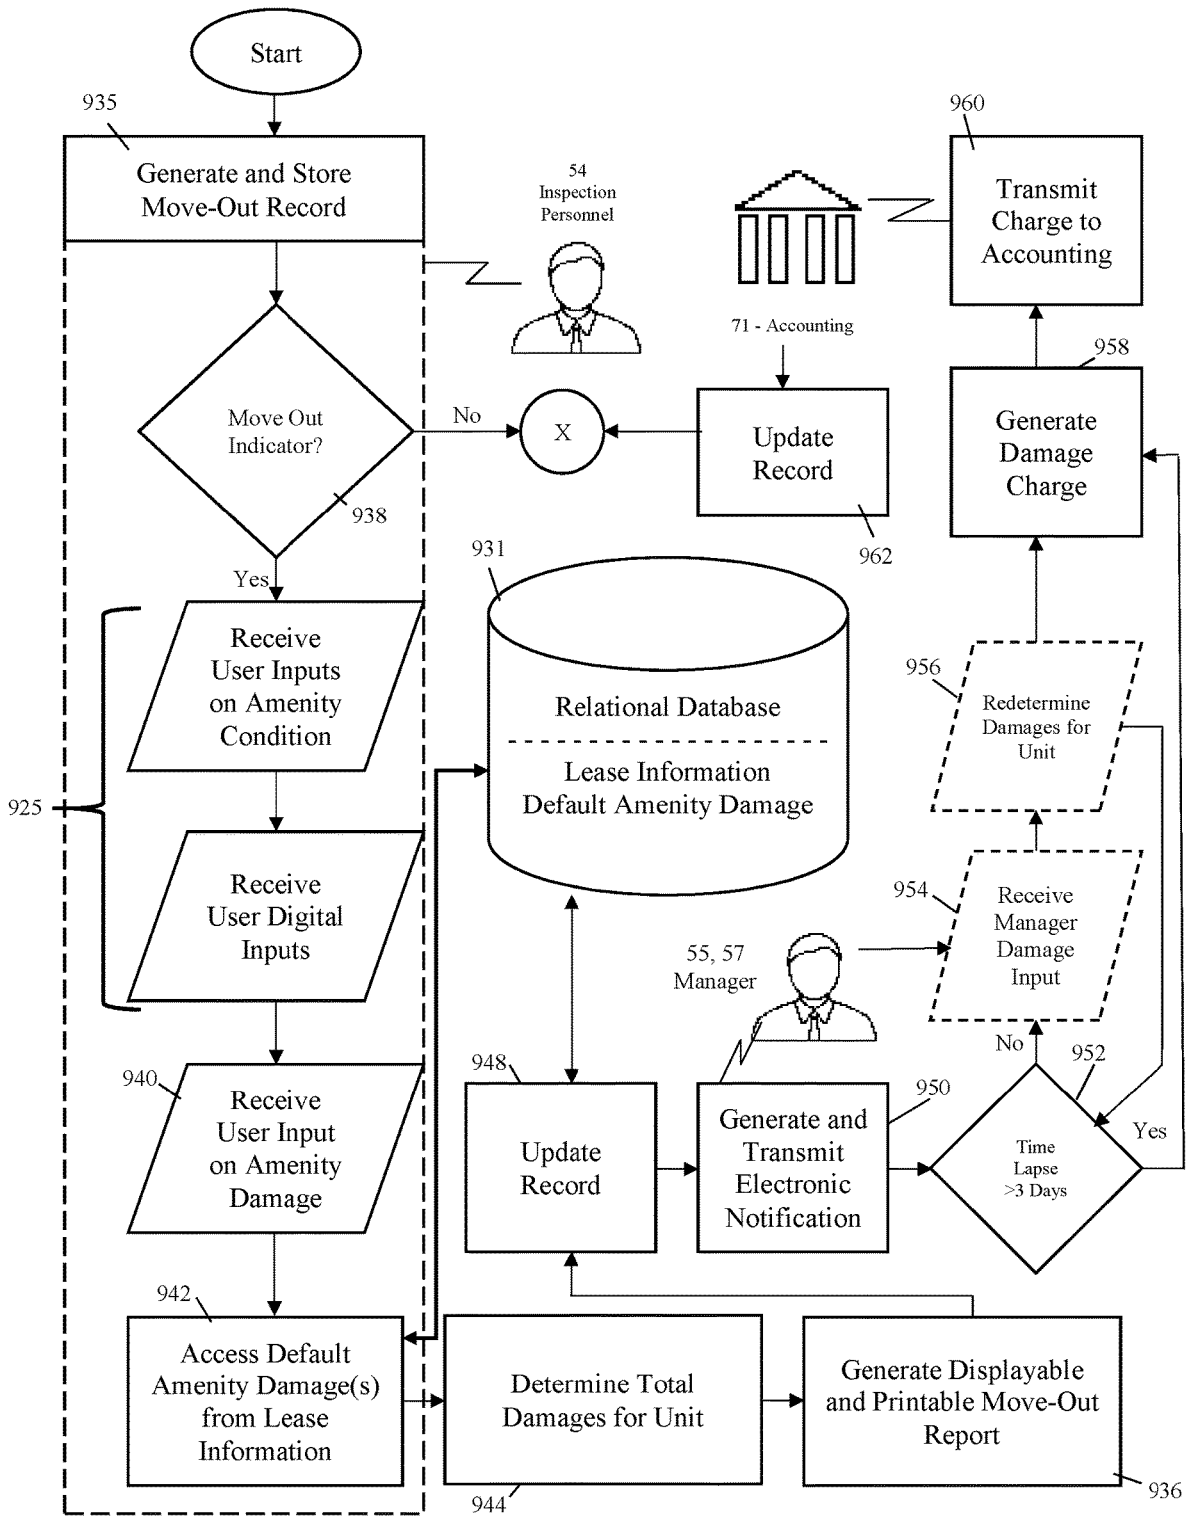 Start
935
Generate and Store
Move-Out Record
54
Inspection
Personnel
960
Transmit
Charge to
Accounting
71 - Accounting
958
Generate
Damage
Charge
Move Out
Indicator?
No
X
Update
Record
938
962
931
Yes
925
Receive
User Inputs
on Amenity
Condition
Relational Database
Lease Information
Default Amenity Damage
956
Redetermine
Damages for
Unit
Receive
User Digital
Inputs
954
Receive
Manager
Damage
Input
55, 57
Manager
No
952
940
Receive
User Input
on Amenity
Damage
948
Update
Record
Generate and
Transmit
Electronic
Notification
950
Time
Lapse
>3 Days
Yes
942
Access Default
Amenity Damage(s)
from Lease
Information
Determine Total
Damages for Unit
944
Generate Displayable
and Printable Move-Out
Report
936